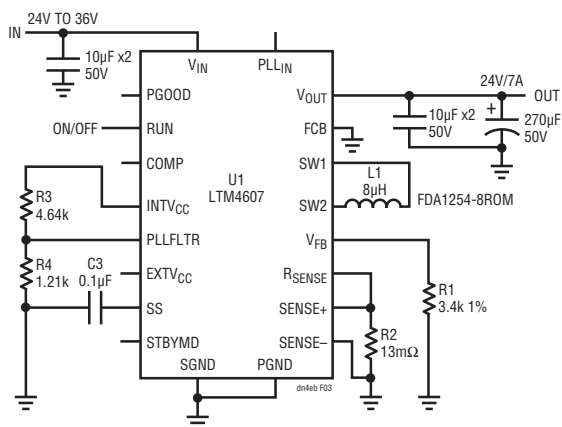 24V TO 36V
IN
10µF x2
50V
VIN
PLLIN
PGOOD
VOUT
24V/7A
OUT
10µF x2
50V
+
270µF
50V
ON/OFF
RUN
FCB
COMP
SW1
U1
LTM4607
L1
8µH
FDA1254-8ROM
R3
4.64k
INTVCC
SW2
PLLFLTR
VFB
R4
1.21k
C3
0.1µF
EXTVCC
RSENSE
R1
3.4k 1%
SS
SENSE+
STBYMD
SENSE–
R2
13mΩ
SGND
PGND
dn4eb F03